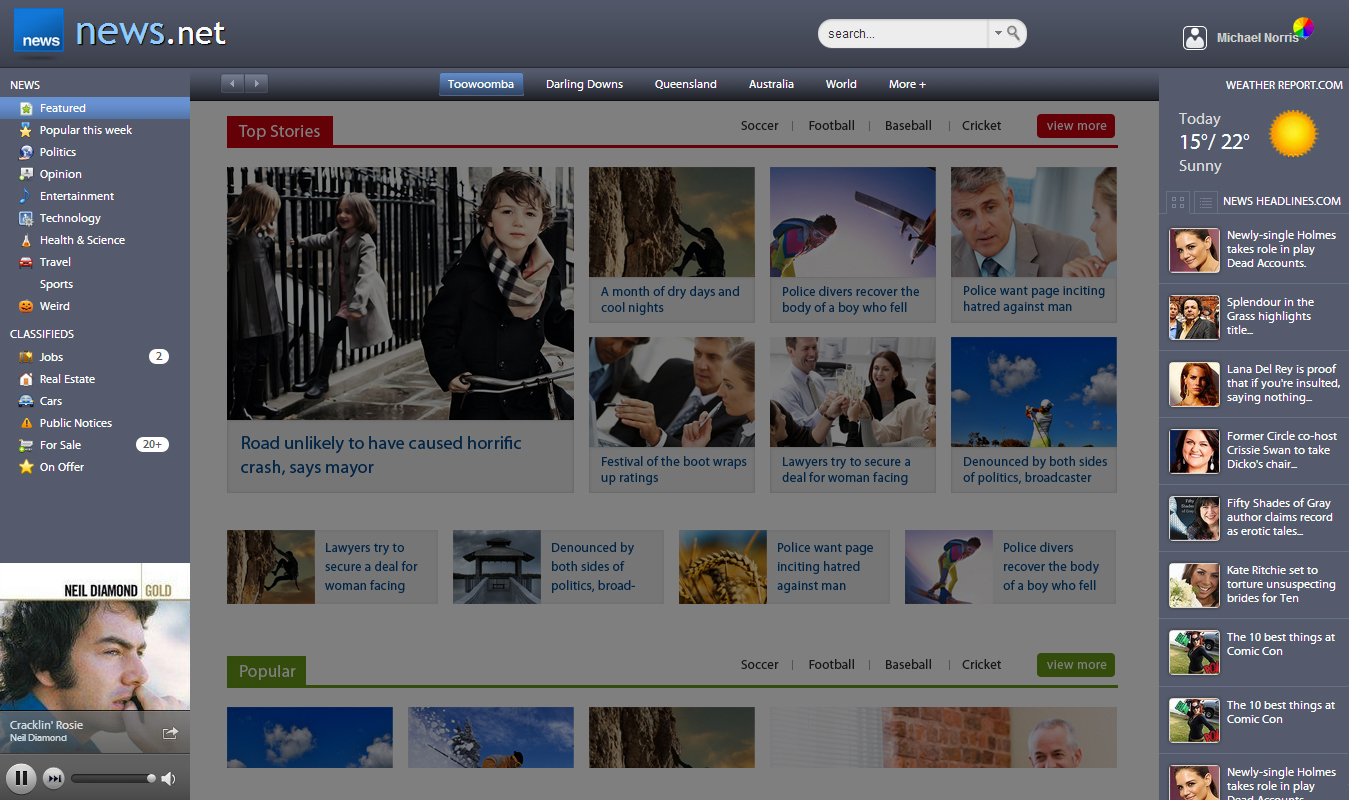 news
news.net
search...
Michael Norris
NEWS
Featured
Popular this week
Politics
Opinion
Entertainment
Technology
Health & Science
Travel
Sports
Weird
CLASSIFIEDS
Jobs
2
Real Estate
Cars
Public Notices
For Sale
20+
On Offer
NEIL DIAMOND GOLD
Cracklin' Rosie
Neil Diamond
Toowoomba
Darling Downs
Queensland
Australia
World
More +
Top Stories
Soccer | Football | Baseball | Cricket
view more
Road unlikely to have caused horrific
crash, says mayor
A month of dry days and
cool nights
Police divers recover the
body of a boy who fell
Police want page inciting
hatred against man
Festival of the boot wraps
up ratings
Lawyers try to secure a
deal for woman facing
Denounced by both sides
of politics, broadcaster
Lawyers try to
secure a deal for
woman facing
Denounced by
both sides of
politics, broad-
Police want page
inciting hatred
against man
Police divers
recover the body
of a boy who fell
Popular
Soccer | Football | Baseball | Cricket
view more
WEATHER REPORT.COM
Today
15°/ 22°
Sunny
NEWS HEADLINES.COM
Newly-single Holmes
takes role in play
Dead Accounts.
Splendour in the
Grass highlights
title...
Lana Del Rey is proof
that if you're insulted,
saying nothing...
Former Circle co-host
Crissie Swan to take
Dicko's chair...
Fifty
Shades
of Gray
Fifty Shades of Gray
author claims record
as erotic tales...
Kate Ritchie set to
torture unsuspecting
brides for Ten
The 10 best things at
Comic Con
The 10 best things at
Comic Con
Newly-single Holmes
takes role in play
Dead Accounts.